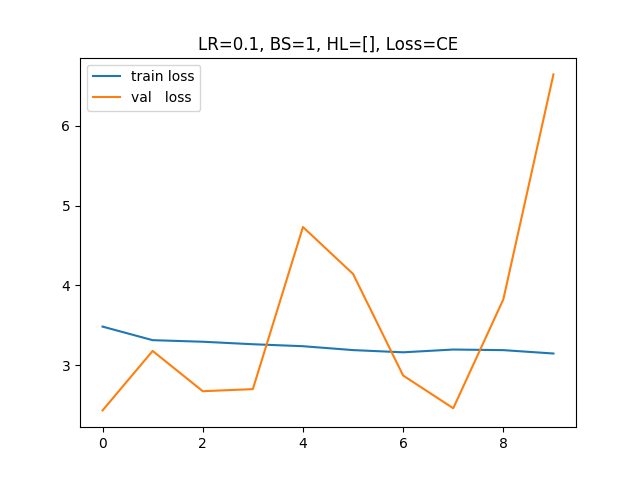 LR=0.1, BS=1, HL=[], Loss=CE
train loss
val   loss
6
5
4
3
0 2 4 6 8